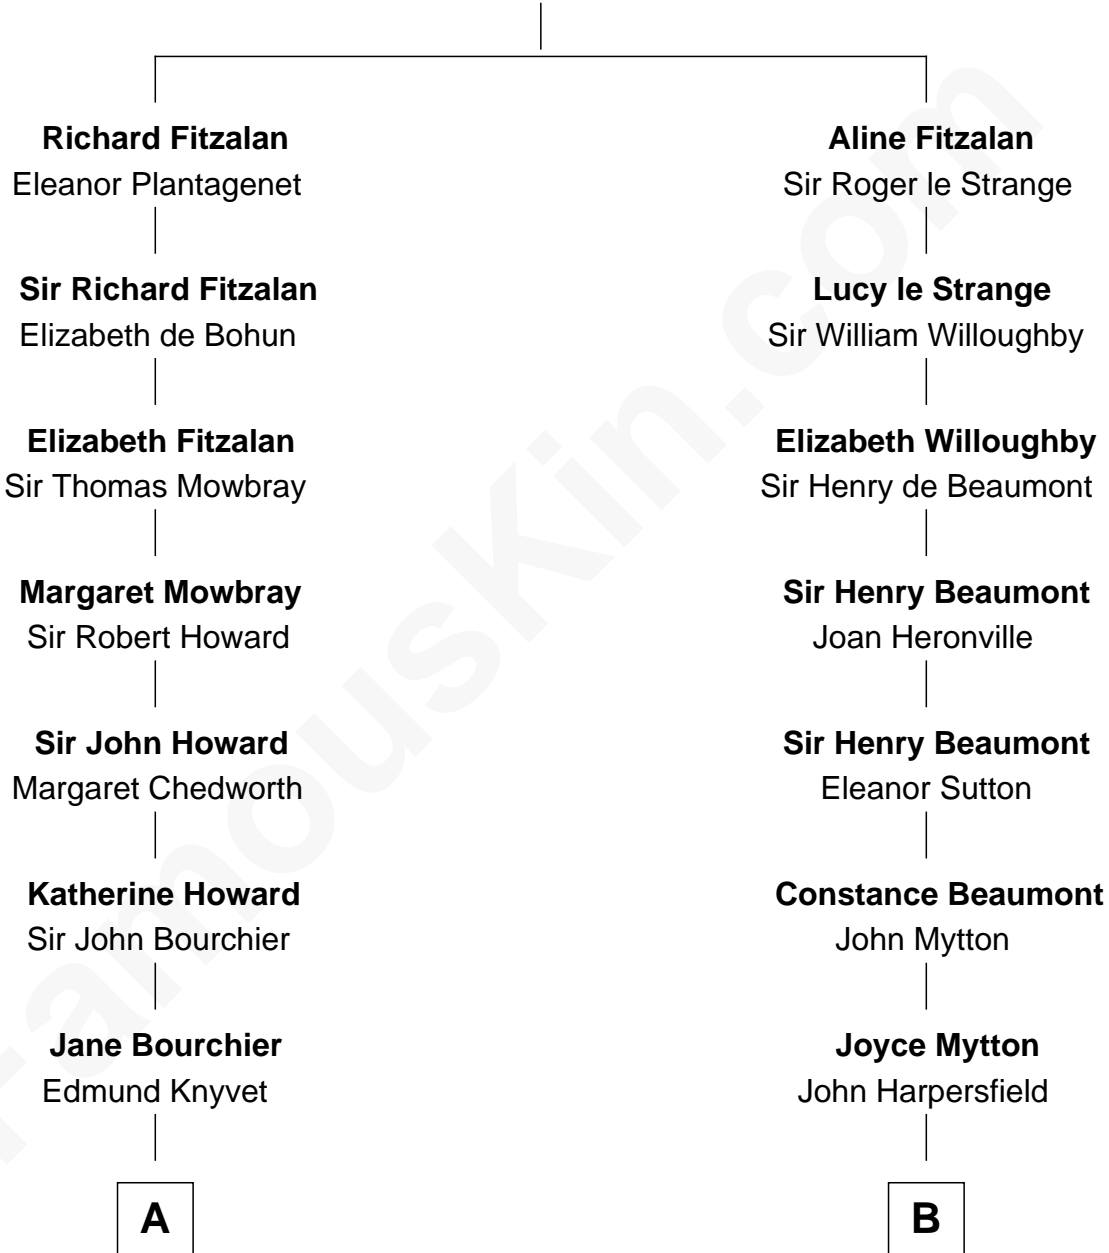 Richard Fitzalan
Eleanor Plantagenet
Aline Fitzalan
Sir Roger le Strange
Sir Richard Fitzalan
Elizabeth de Bohun
Lucy le Strange
Sir William Willoughby
Elizabeth Fitzalan
Sir Thomas Mowbray
Elizabeth Willoughby
Sir Henry de Beaumont
Margaret Mowbray
Sir Robert Howard
Sir Henry Beaumont
Joan Heronville
Sir John Howard
Margaret Chedworth
Sir Henry Beaumont
Eleanor Sutton
Katherine Howard
Sir John Bourchier
Constance Beaumont
John Mytton
Jane Bourchier
Edmund Knyvet
Joyce Mytton
John Harpersfield
A
B
FamousKin.com